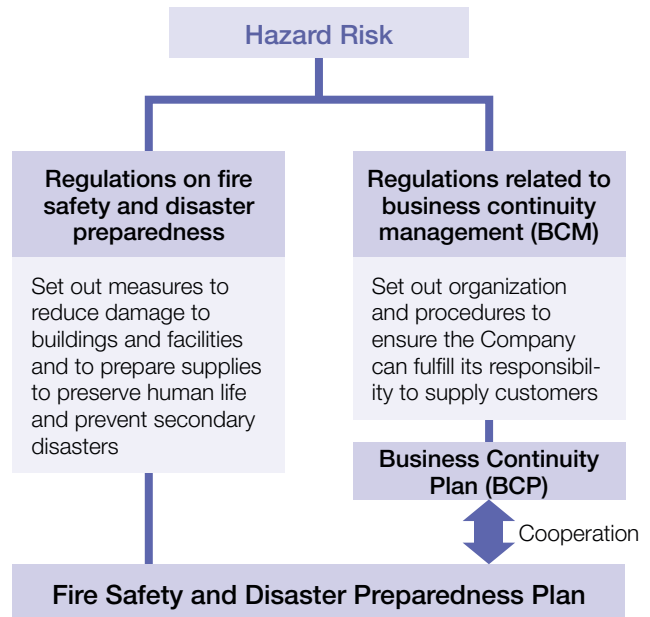 Hazard Risk
Regulations on fire
safety and disaster
preparedness
Set out measures to
reduce damage to
buildings and facilities
and to prepare supplies
to preserve human life
and prevent secondary
disasters
Regulations related to
business continuity
management (BCM)
Set out organization
and procedures to
ensure the Company
can fulfill its responsibil-
ity to supply customers
Business Continuity
Plan (BCP)
Cooperation
Fire Safety and Disaster Preparedness Plan